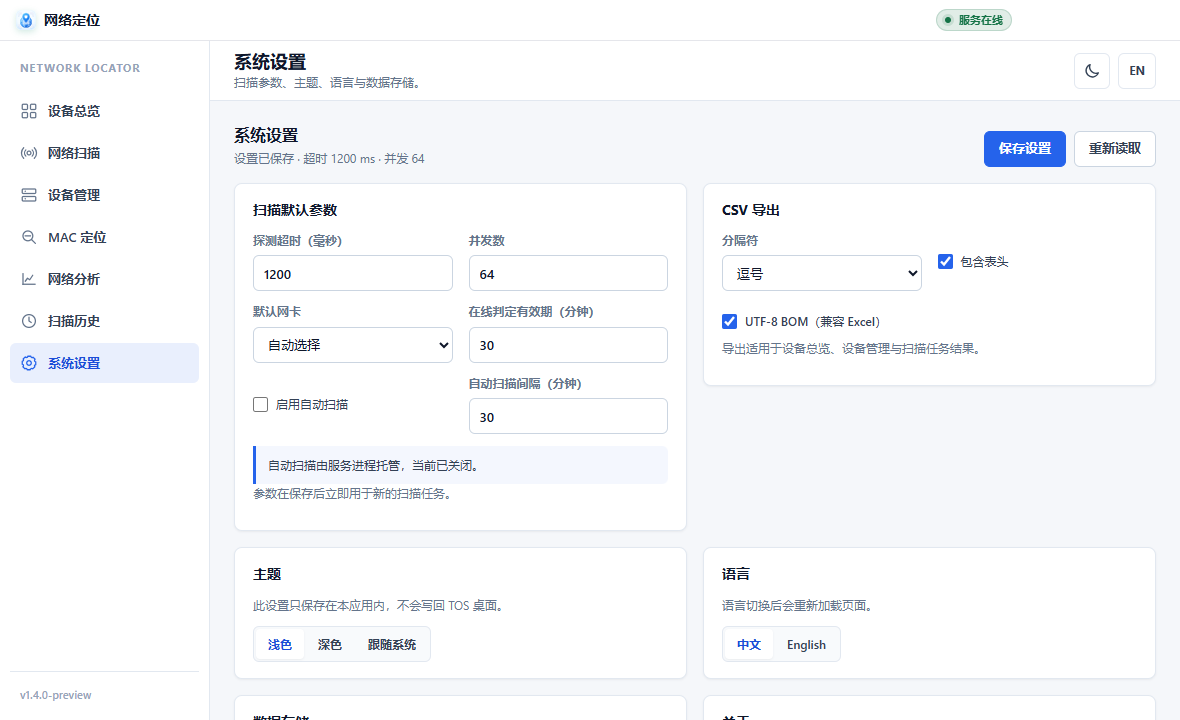 网络定位
服务在线
NETWORK LOCATOR
设备总览
网络扫描
设备管理
MAC 定位
网络分析
扫描历史
系统设置
v1.4.0-preview
系统设置
扫描参数、主题、语言与数据存储。
EN
系统设置
设置已保存 · 超时 1200 ms · 并发 64
保存设置
重新读取
扫描默认参数
探测超时（毫秒）
并发数
1200
64
默认网卡
在线判定有效期（分钟）
自动选择
30
自动扫描间隔（分钟）
启用自动扫描
30
自动扫描由服务进程托管，当前已关闭。
参数在保存后立即用于新的扫描任务。
CSV 导出
分隔符
逗号
包含表头
UTF-8 BOM（兼容 Excel）
导出适用于设备总览、设备管理与扫描任务结果。
主题
此设置只保存在本应用内，不会写回 TOS 桌面。
浅色
深色
跟随系统
语言
语言切换后会重新加载页面。
中文
English
数据存储
关于